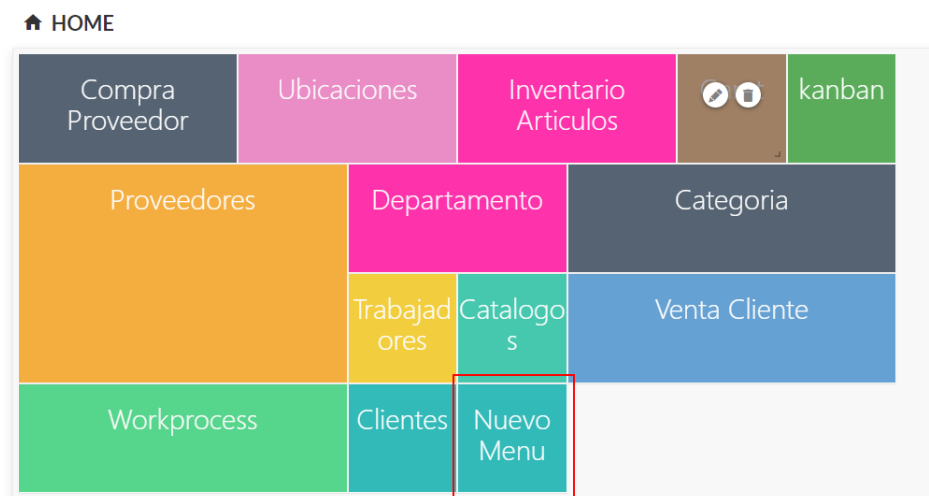 HOME
Compra
Proveedor
Ubicaciones
Inventario
Articulos
kanban
Proveedores
Departamento
Categoria
Trabajad
ores
Catalogo
s
Venta Cliente
Workprocess
Clientes
Nuevo
Menu